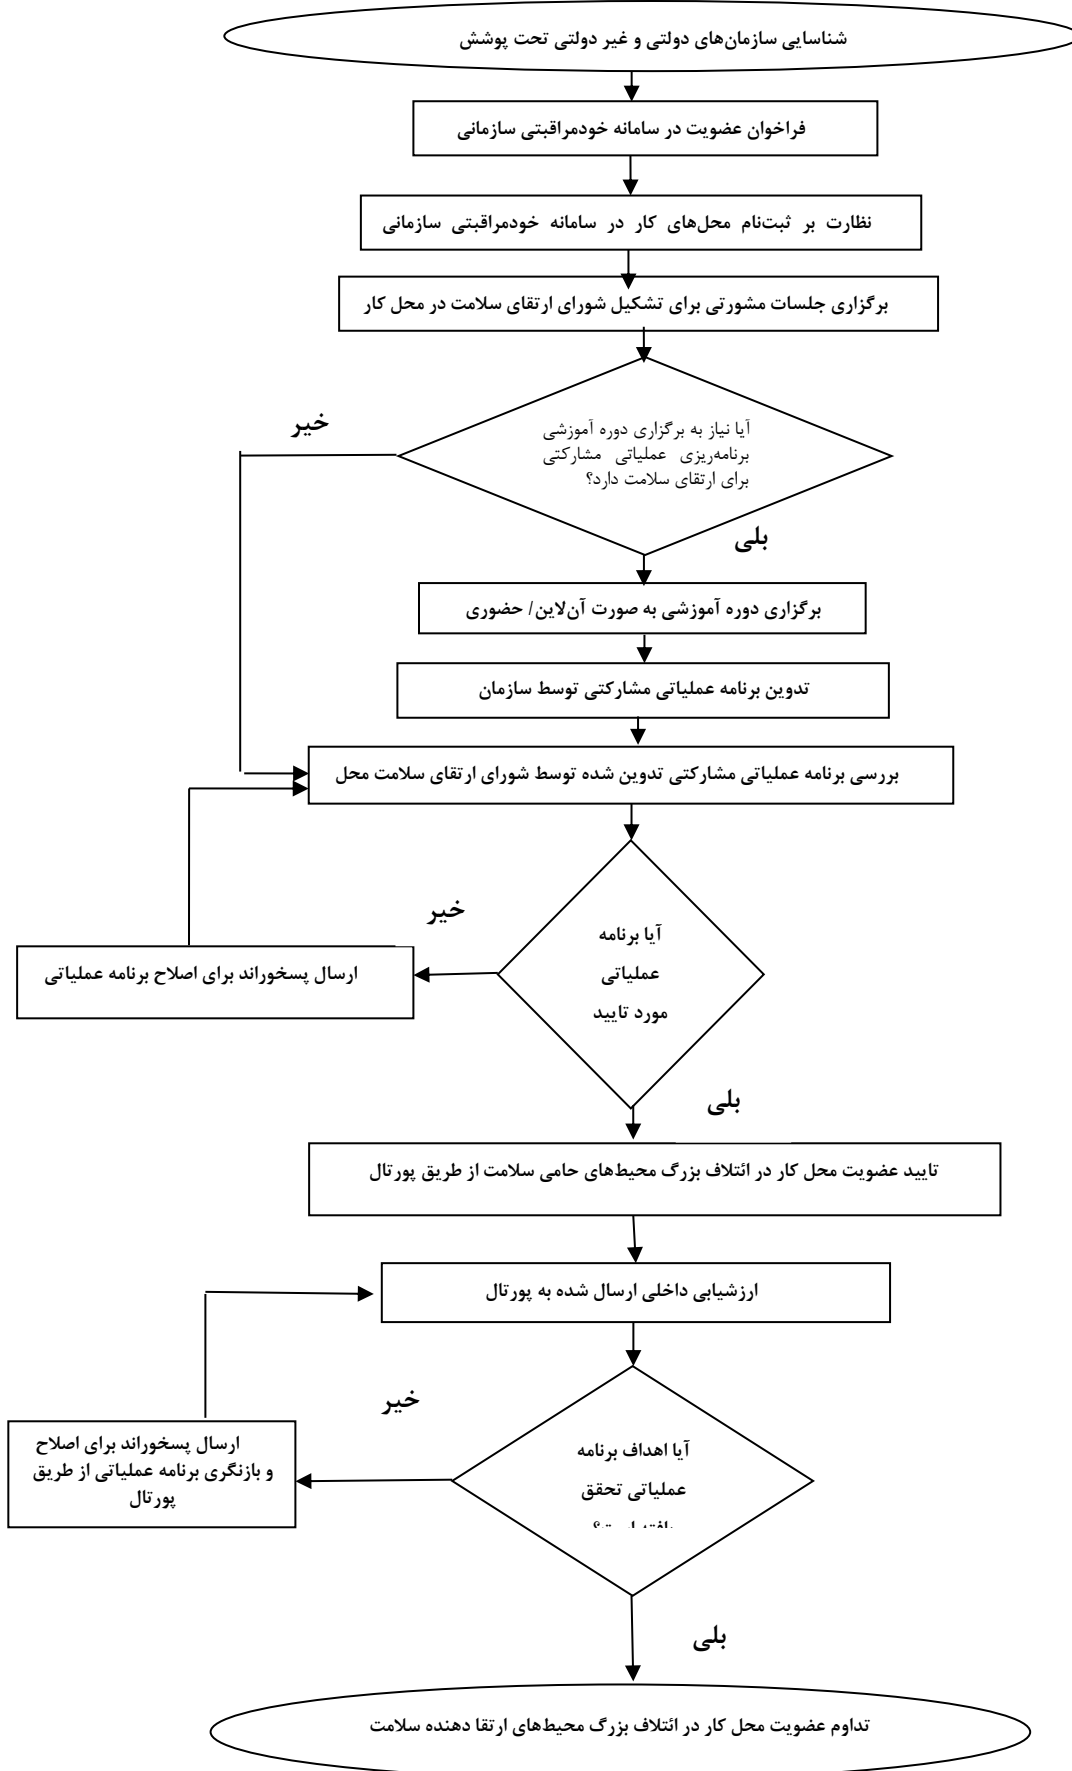 شناسایی سازمان‌های دولتی و غیر دولتی تحت پوشش
فراخوان عضویت در سامانه خودمراقبتی سازمانی
نظارت بر ثبت‌نام محل‌های کار در سامانه خودمراقبتی سازمانی
برگزاری جلسات مشورتی برای تشکیل شورای ارتقای سلامت در محل کار
آیا نیاز به برگزاری دوره آموزشی
برنامه‌ریزی عملیاتی مشارکتی
برای ارتقای سلامت دارد؟
خیر
بلی
برگزاری دوره آموزشی به صورت آن‌لاین/ حضوری
تدوین برنامه عملیاتی مشارکتی توسط سازمان
بررسی برنامه عملیاتی مشارکتی تدوین شده توسط شورای ارتقای سلامت محل
آیا برنامه
عملیاتی
مورد تایید
خیر
ارسال پسخوراند برای اصلاح برنامه عملیاتی
بلی
تایید عضویت محل کار در ائتلاف بزرگ محیط‌های حامی سلامت از طریق پورتال
ارزشیابی داخلی ارسال شده به پورتال
آیا اهداف برنامه
عملیاتی تحقق
خیر
ارسال پسخوراند برای اصلاح
و بازنگری برنامه عملیاتی از طریق
پورتال
بلی
تداوم عضویت محل کار در ائتلاف بزرگ محیط‌های ارتقا دهنده سلامت